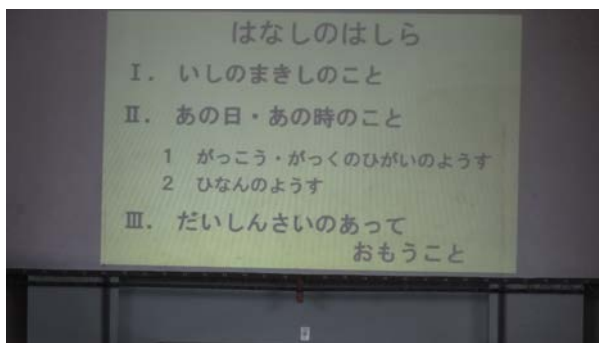 はなしのはしら
Ⅰ. いしのまきしのこと
Ⅱ. あの日・あの時のこと
1 がっこう・がっくのひがいのようす
2 ひなんのようす
Ⅲ. だいしんさいのあって
おもうこと